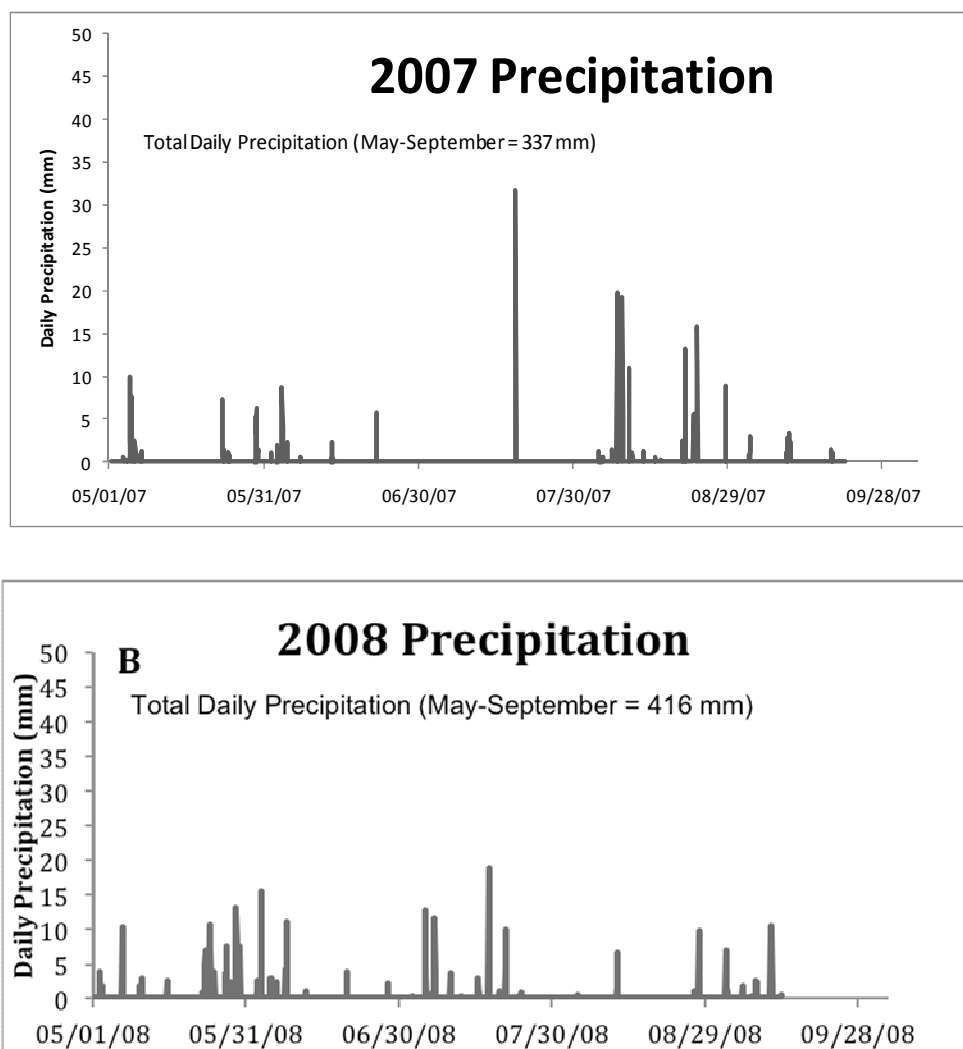 2007 Precipitation
Total Daily Precipitation (May-September = 337 mm)
Daily Precipitation (mm)
50
45
40
35
30
25
20
15
10
5
0
05/01/07 05/31/07 06/30/07 07/30/07 08/29/07 09/28/07
2008 Precipitation
B
Total Daily Precipitation (May-September = 416 mm)
Daily Precipitation (mm)
50
45
40
35
30
25
20
15
10
5
0
05/01/08 05/31/08 06/30/08 07/30/08 08/29/08 09/28/08